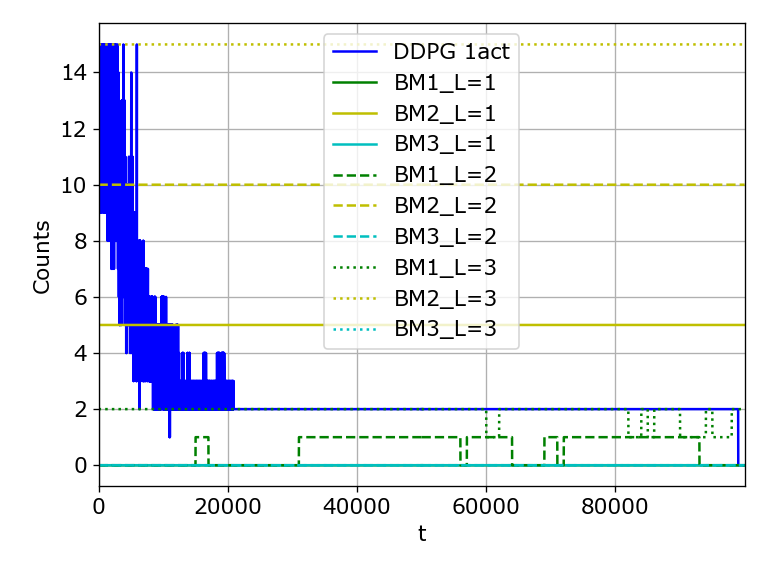 14
12
10
8
6
4
2
0
Counts
DDPG 1act
BM1_L=1
BM2_L=1
BM3_L=1
BM1_L=2
BM2_L=2
BM3_L=2
BM1_L=3
BM2_L=3
BM3_L=3
0 20000 40000 60000 80000
t